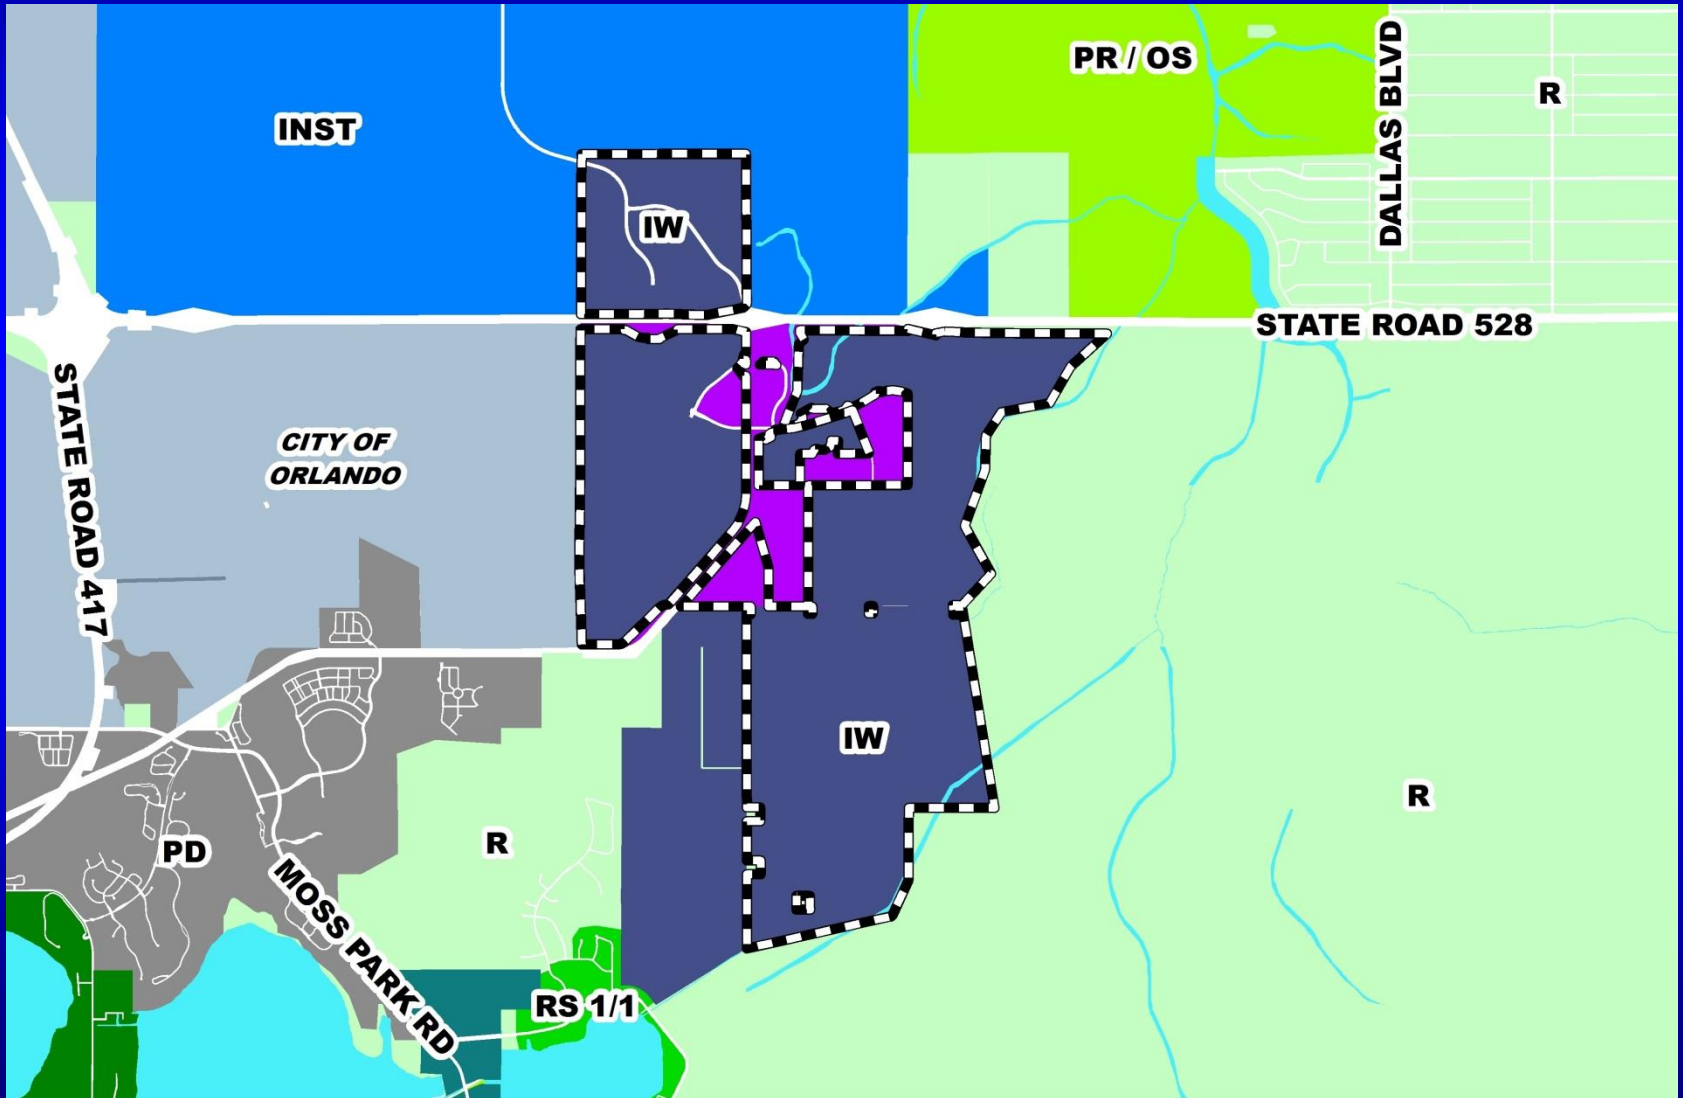 PR / OS
DALLAS BLVD
R
INST
IW
STATE ROAD 528
STATE ROAD 417
CITY OF
ORLANDO
IW
R
R
PD
MOSS PARK RD
RS 1/1